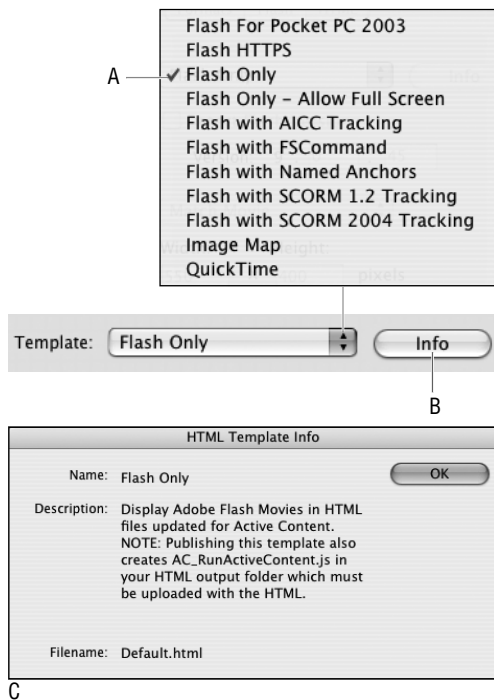 Flash For Pocket PC 2003
Flash HTTPS
A
✓ Flash Only
Flash Only – Allow Full Screen
Flash with AICC Tracking
Flash with FSCommand
Flash with Named Anchors
Flash with SCORM 1.2 Tracking
Flash with SCORM 2004 Tracking
Image Map
QuickTime
pixels
Template: Flash Only Info
B
HTML Template Info
Name: Flash Only OK
Description: Display Adobe Flash Movies in HTML
files updated for Active Content.
NOTE: Publishing this template also
creates AC_RunActiveContent.js in
your HTML output folder which must
be uploaded with the HTML.
Filename: Default.html
C